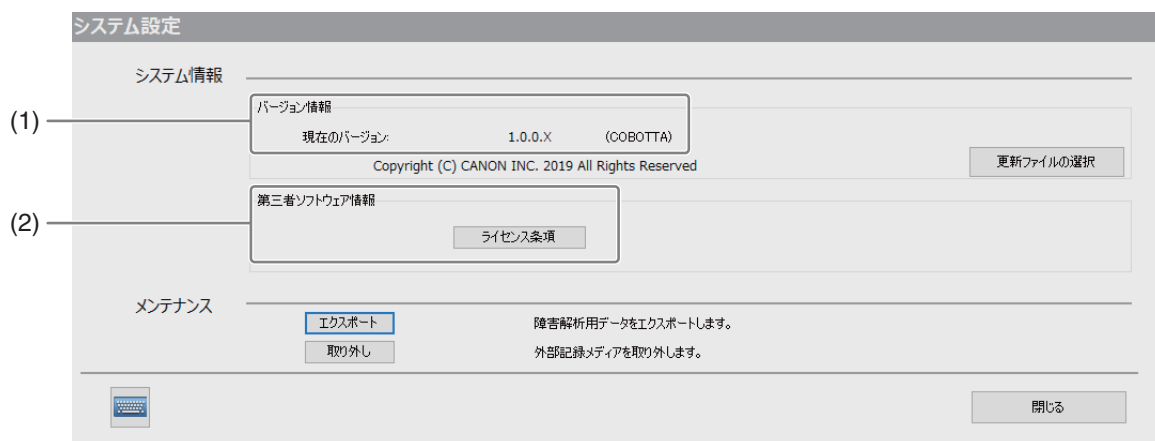 システム設定
システム情報
(1)
バージョン情報
現在のバージョン: 1.0.0.X (COBOTTA)
Copyright (C) CANON INC. 2019 All Rights Reserved
更新ファイルの選択
(2)
第三者ソフトウェア情報
ライセンス条項
メンテナンス
エクスポート 障害解析用データをエクスポートします。
取り外し 外部記録メディアを取り外します。
閉じる